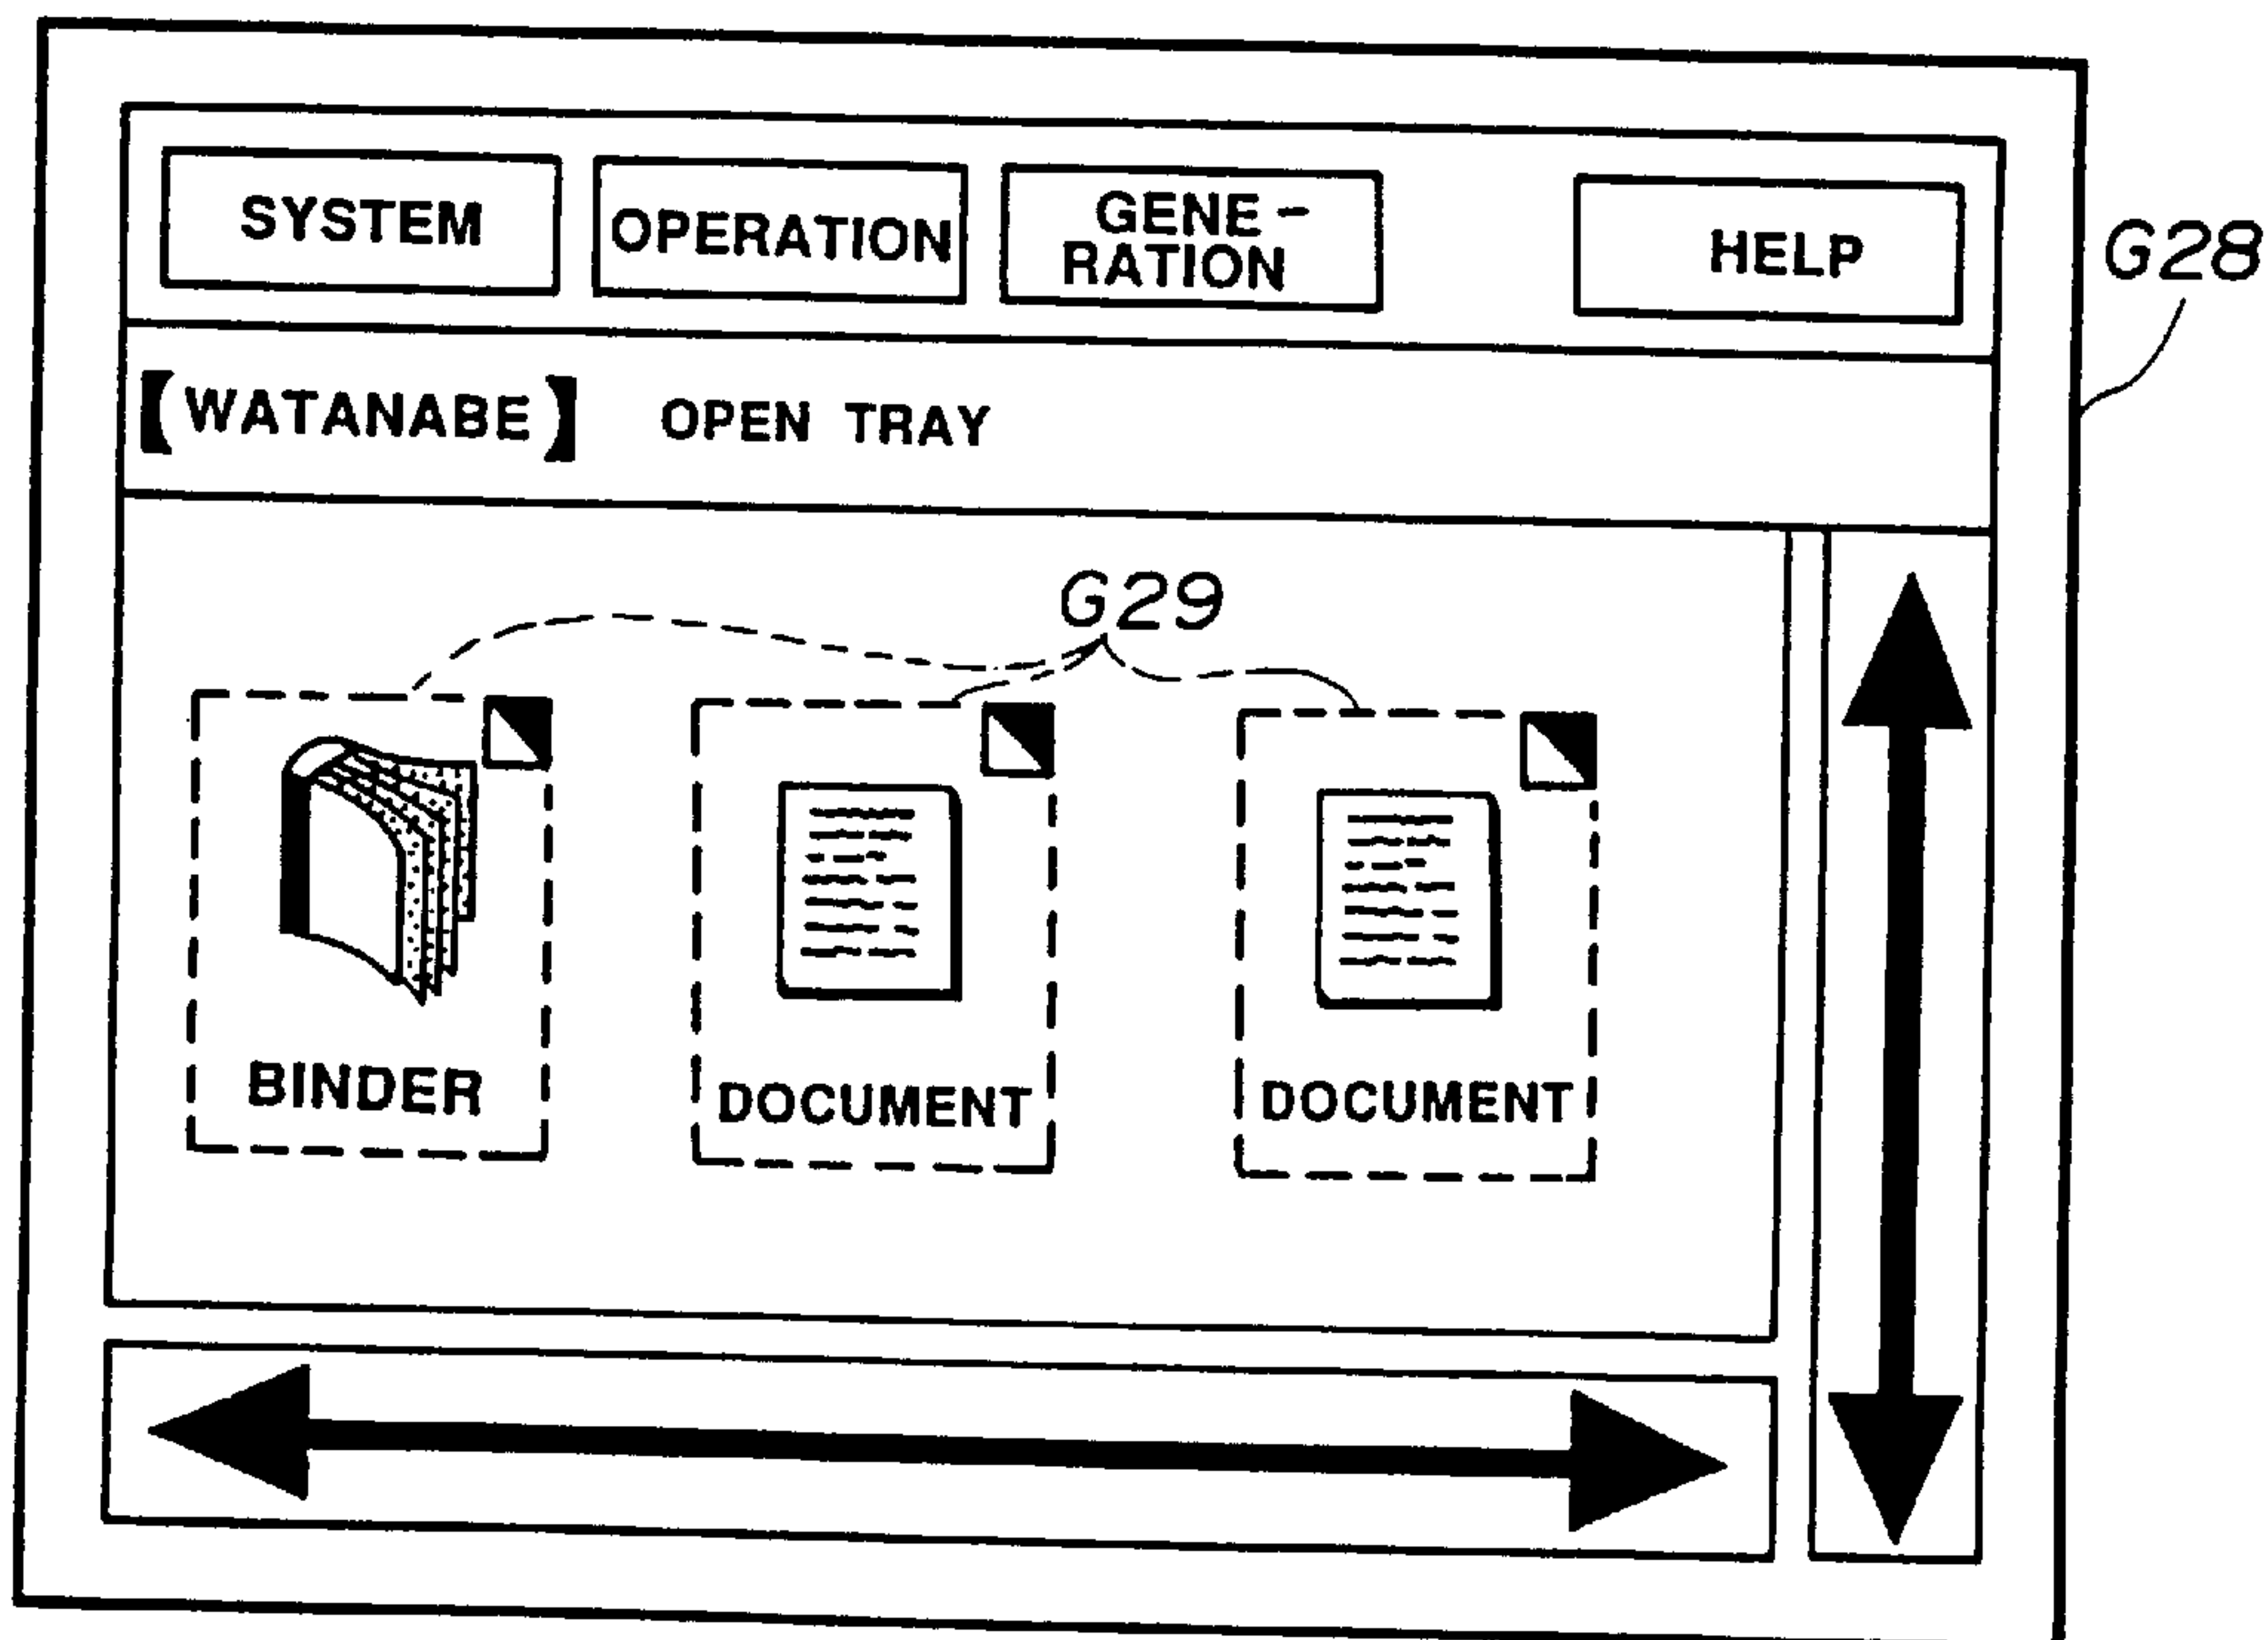 SYSTEM
OPERATION
GENE-
RATION
HELP
G28
【WATANABE】 OPEN TRAY
G29
BINDER
DOCUMENT
DOCUMENT